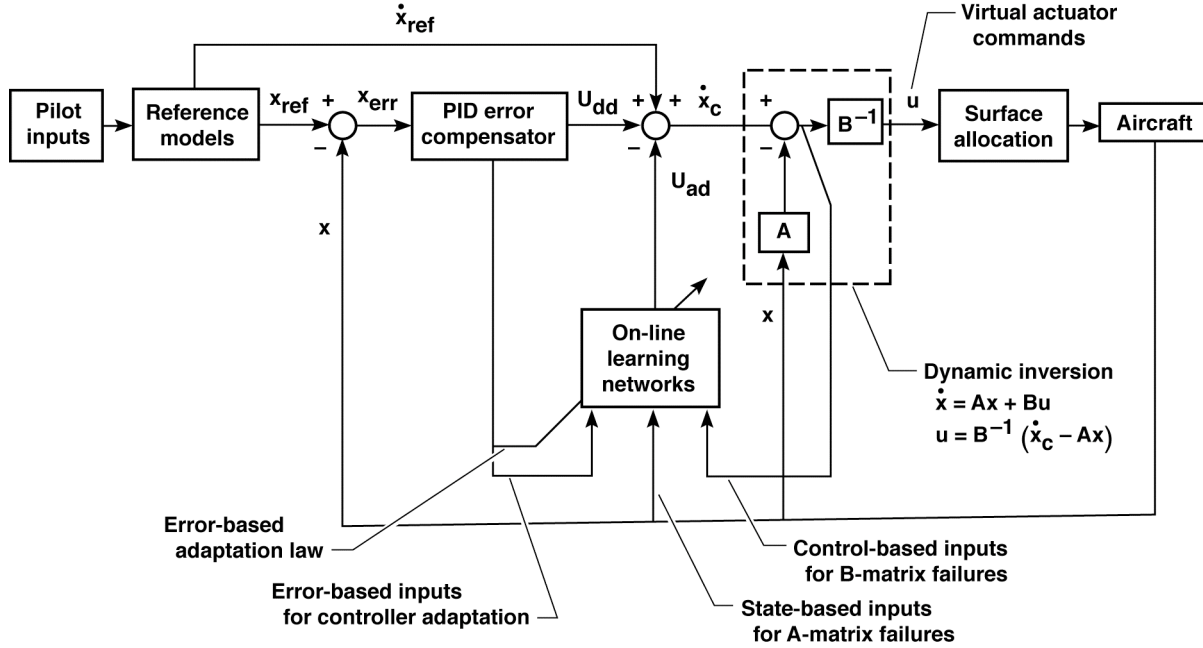 Virtual actuator
commands
ẋref
Pilot
inputs
Reference
models
xref
+
−
xerr
PID error
compensator
Udd
+
+
−
ẋc
+
−
B−1
u
Surface
allocation
Aircraft
Uad
x
A
x
On-line
learning
networks
Dynamic inversion
ẋ = Ax + Bu
u = B−1 (ẋc − Ax)
Error-based
adaptation law
Error-based inputs
for controller adaptation
Control-based inputs
for B-matrix failures
State-based inputs
for A-matrix failures